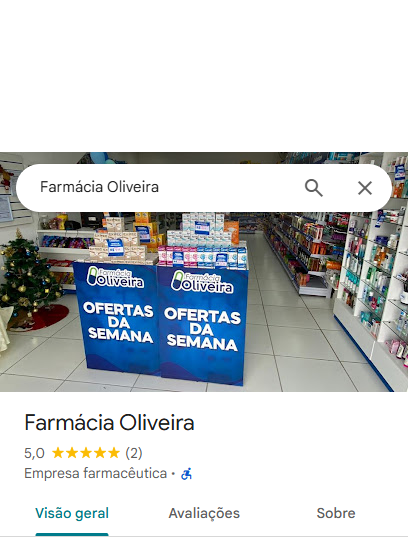 Farmácia Oliveira
Farmácia
Oliveira
OFERTAS
DA
SEMANA
Farmácia
Oliveira
OFERTAS
DA
SEMANA
Farmácia Oliveira
5,0 (2)
Empresa farmacêutica ·
Visão geral Avaliações Sobre